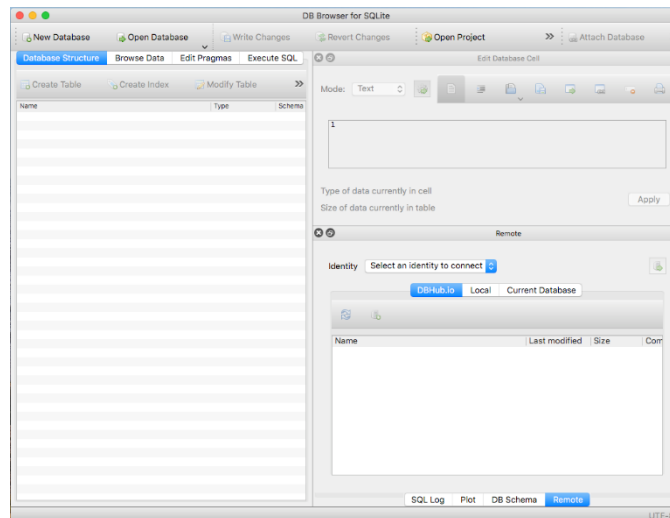 DB Browser for SQLite
New Database Open Database Write Changes Revert Changes Open Project » Attach Database
Database Structure Browse Data Edit Pragmas Execute SQL
Create Table Create Index Modify Table »
Name Type Schema
Edit Database Cell
Mode: Text
1
Type of data currently in cell
Size of data currently in table
Apply
Remote
Identity Select an identity to connect
DBHub.io Local Current Database
Name Last modified Size Com
SQL Log Plot DB Schema Remote
UTF-